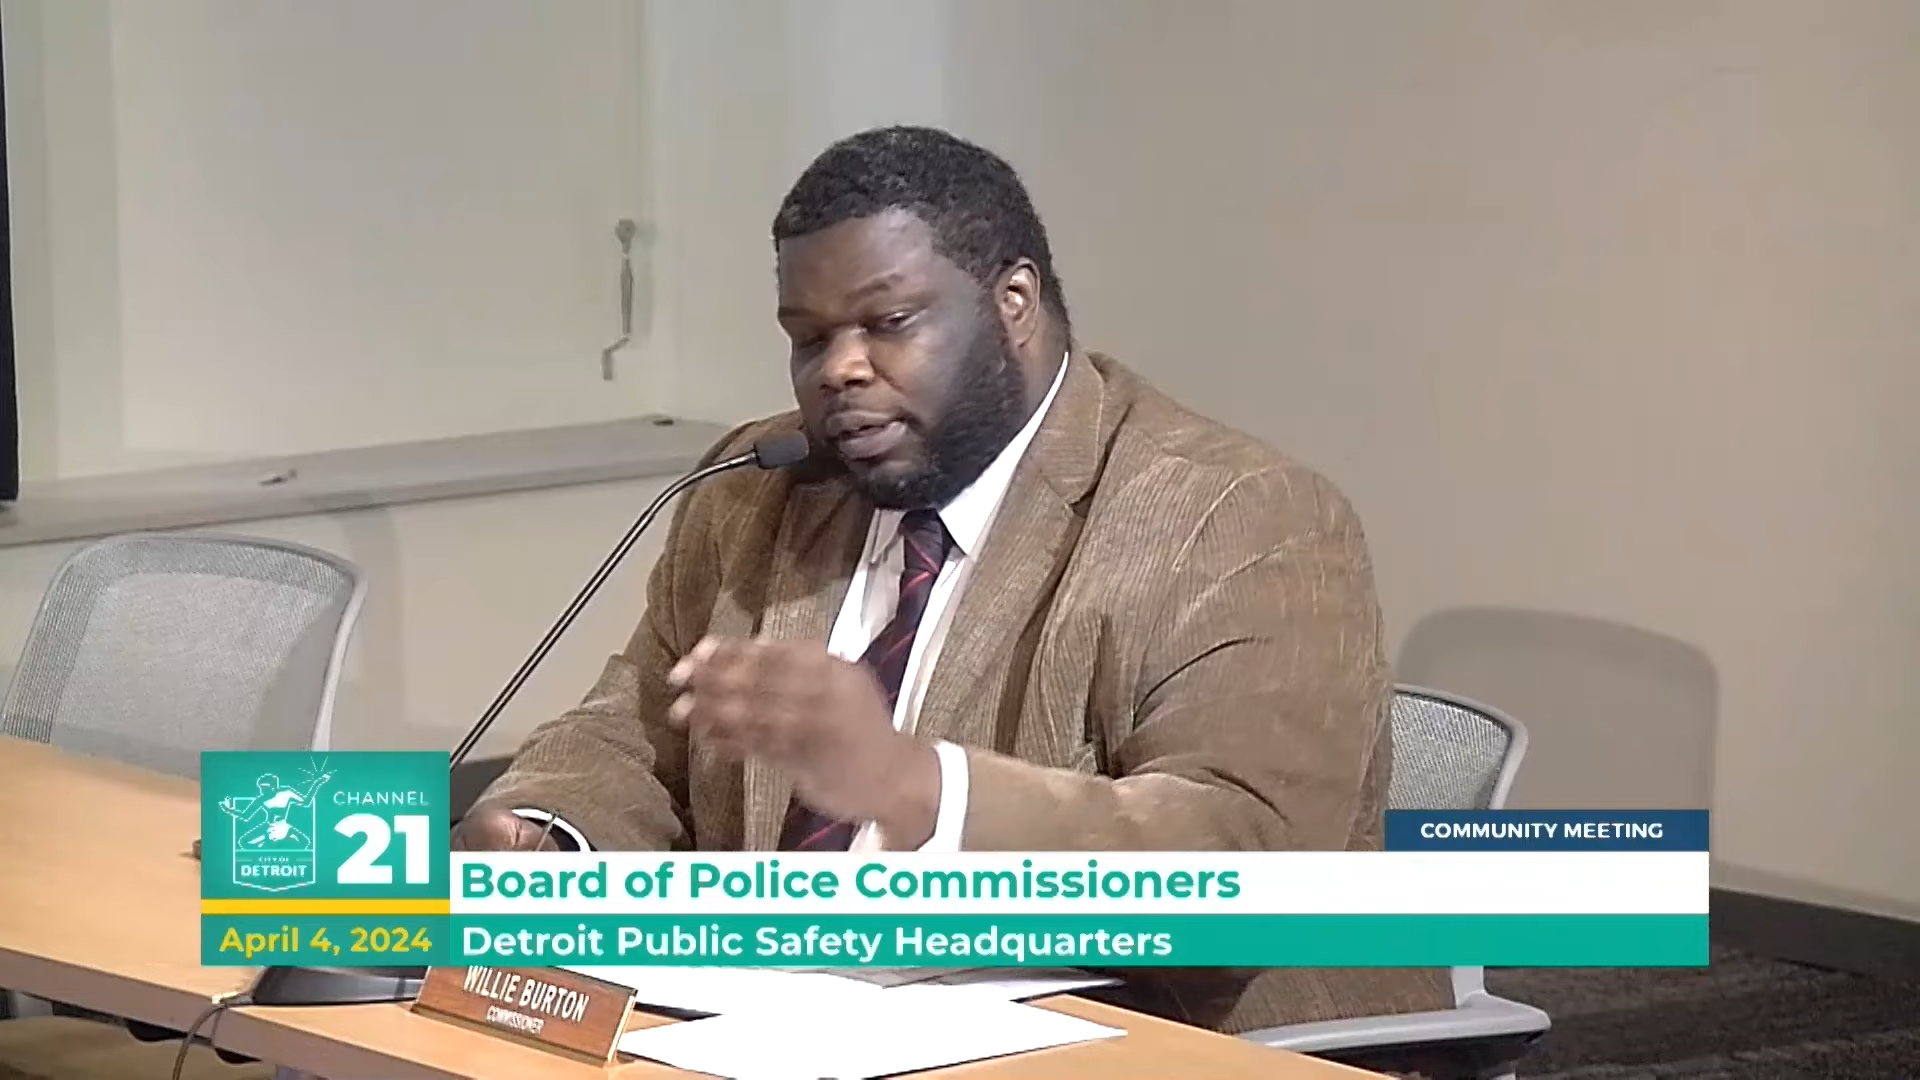 COMMUNITY MEETING
CHANNEL
21
CITY OF
DETROIT
Board of Police Commissioners
April 4, 2024
Detroit Public Safety Headquarters
WILLIE BURTON
COMMISSIONER